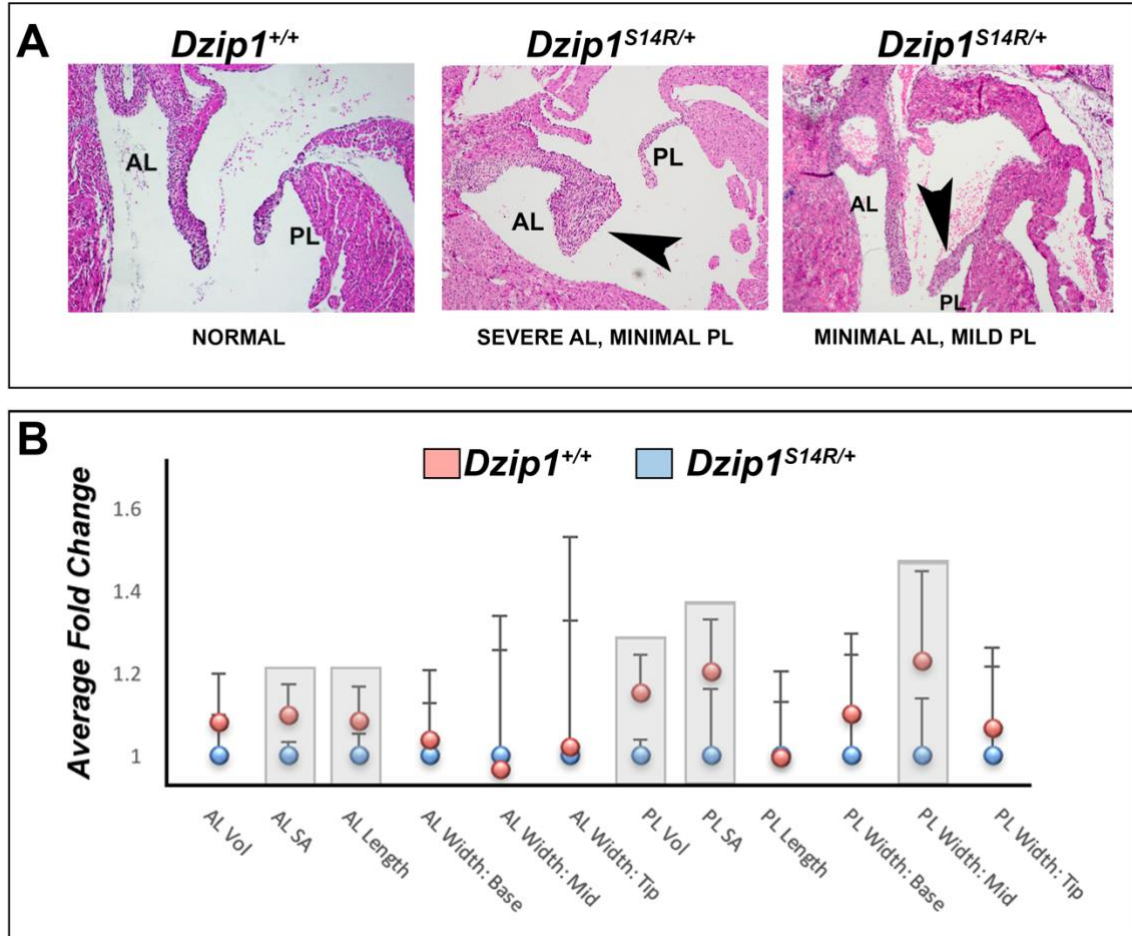 A
Dzip1+/+
Dzip1S14R/+
Dzip1S14R/+
AL
PL
AL
PL
AL
PL
NORMAL
SEVERE AL, MINIMAL PL
MINIMAL AL, MILD PL
B
Dzip1+/+
Dzip1S14R/+
Average Fold Change
1.6
1.4
1.2
1
AL Vol
AL SA
AL Length
AL Width: Base
AL Width: Mid
AL Width: Tip
PL Vol
PL SA
PL Length
PL Width: Base
PL Width: Mid
PL Width: Tip